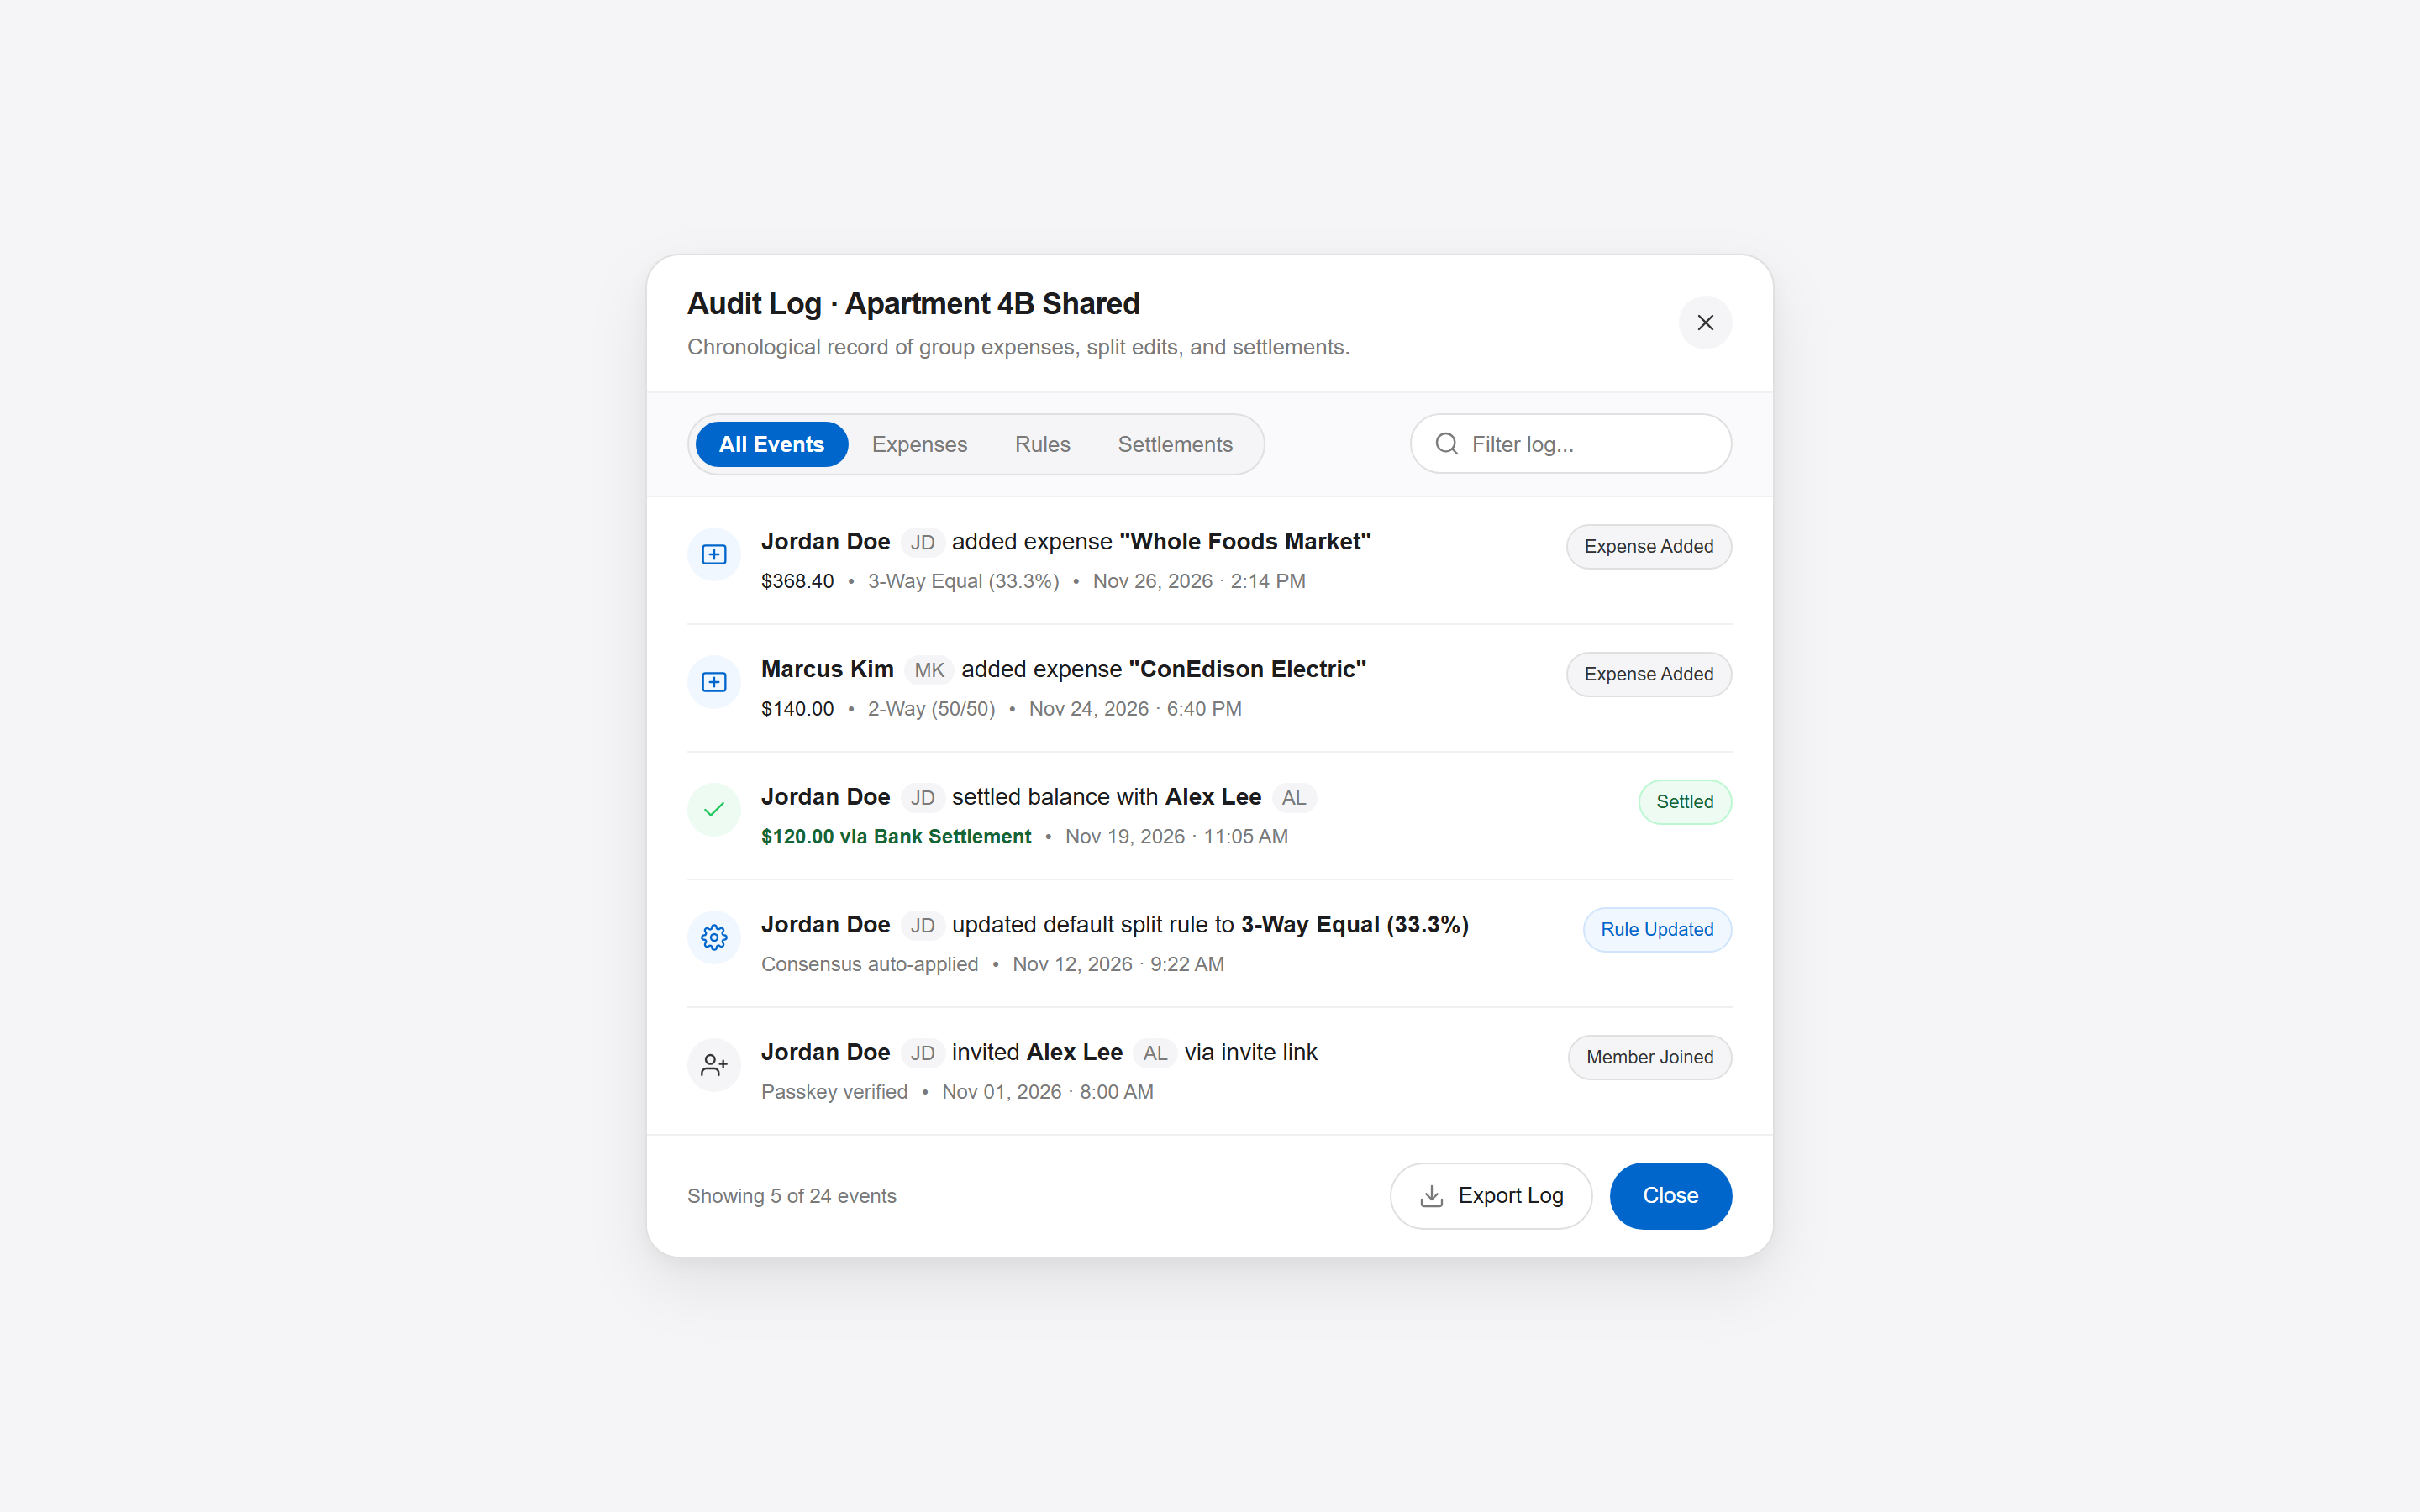 Audit Log · Apartment 4B Shared
Chronological record of group expenses, split edits, and settlements.
All Events Expenses Rules Settlements Filter log...
Jordan Doe JD added expense "Whole Foods Market" Expense Added
$368.40 • 3-Way Equal (33.3%) • Nov 26, 2026 · 2:14 PM
Marcus Kim MK added expense "ConEdison Electric" Expense Added
$140.00 • 2-Way (50/50) • Nov 24, 2026 · 6:40 PM
Jordan Doe JD settled balance with Alex Lee AL Settled
$120.00 via Bank Settlement • Nov 19, 2026 · 11:05 AM
Jordan Doe JD updated default split rule to 3-Way Equal (33.3%) Rule Updated
Consensus auto-applied • Nov 12, 2026 · 9:22 AM
Jordan Doe JD invited Alex Lee AL via invite link Member Joined
Passkey verified • Nov 01, 2026 · 8:00 AM
Showing 5 of 24 events Export Log Close